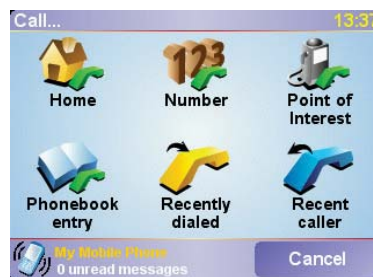 Call... 13:37
Home Number Point of
Interest
Phonebook Recently Recent
entry dialed caller
My Mobile Phone
0 unread messages
Cancel